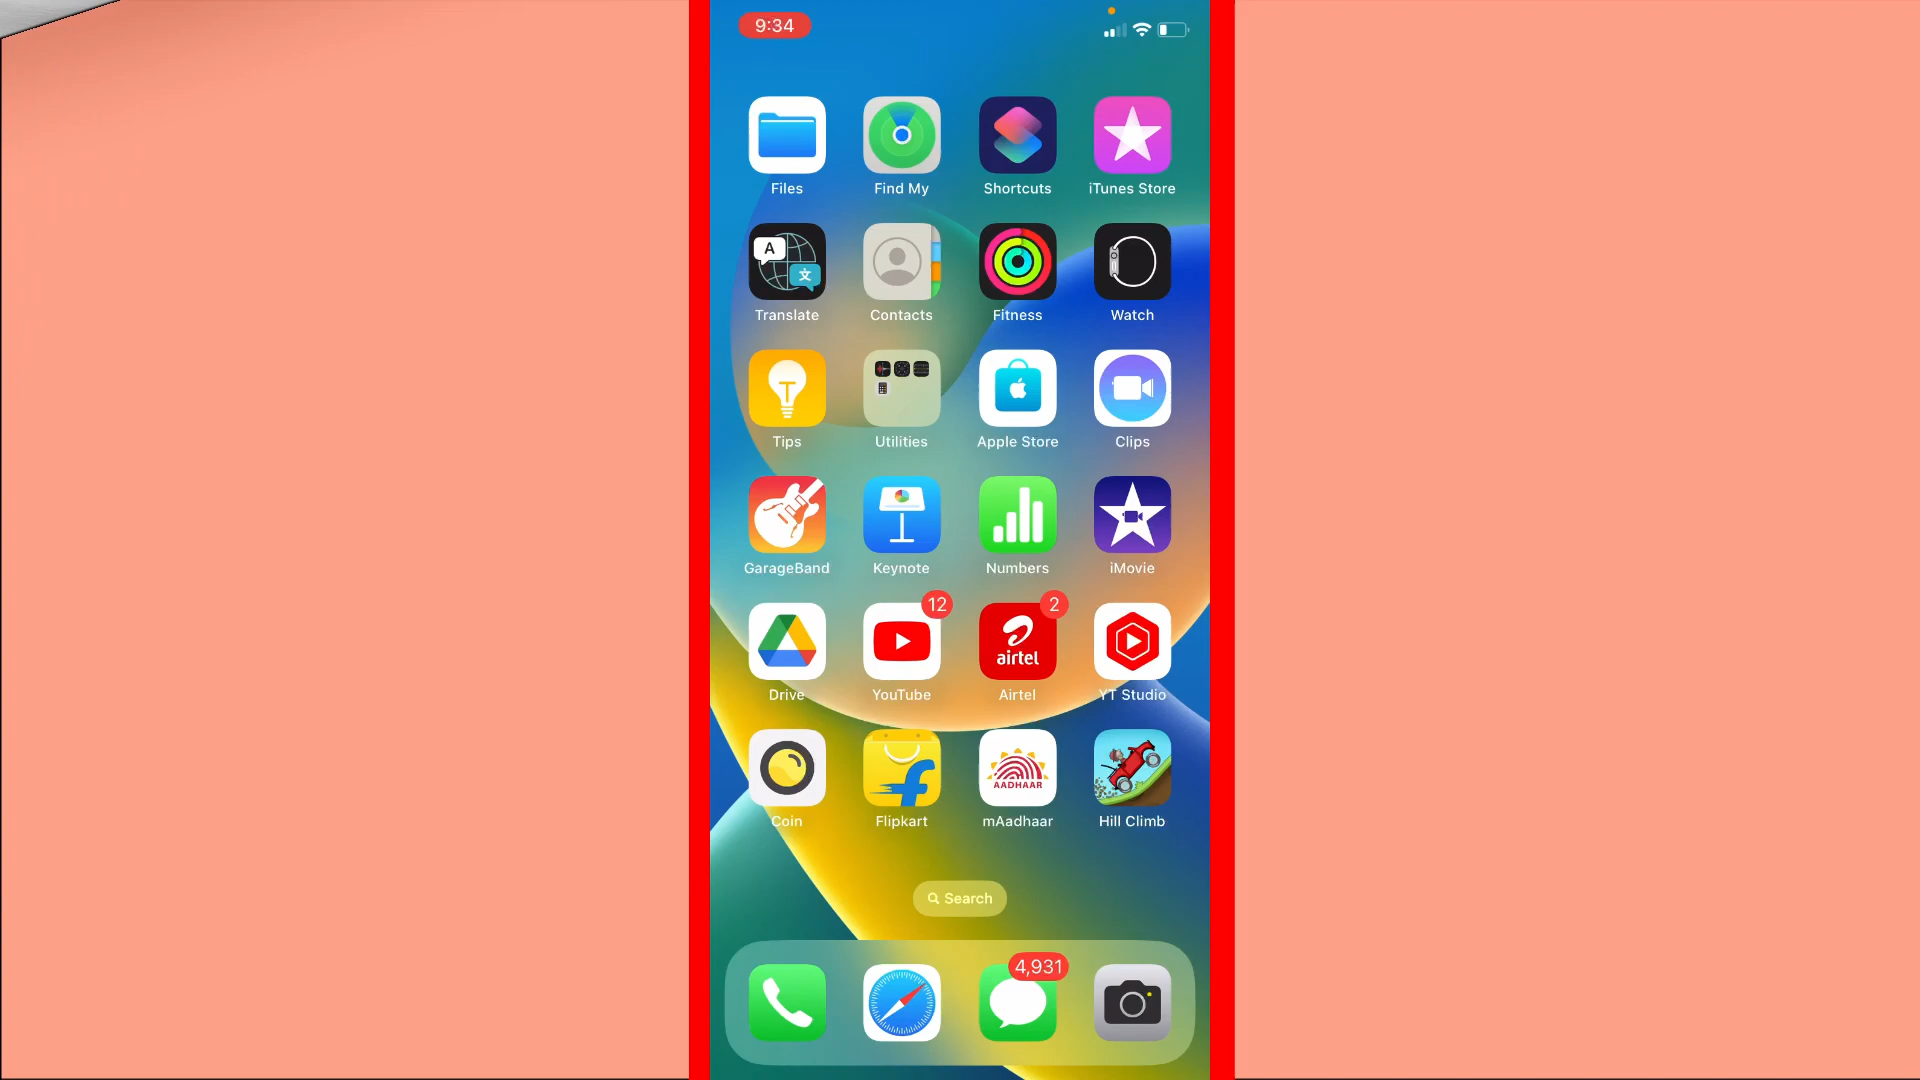 9:34
Files
Find My
Shortcuts
iTunes Store
A
文
Translate
Contacts
Fitness
Watch
Tips
Utilities
Apple Store
Clips
GarageBand
Keynote
Numbers
iMovie
12
2
airtel
Drive
YouTube
Airtel
YT Studio
AADHAAR
Coin
Flipkart
mAadhaar
Hill Climb
Search
4,931